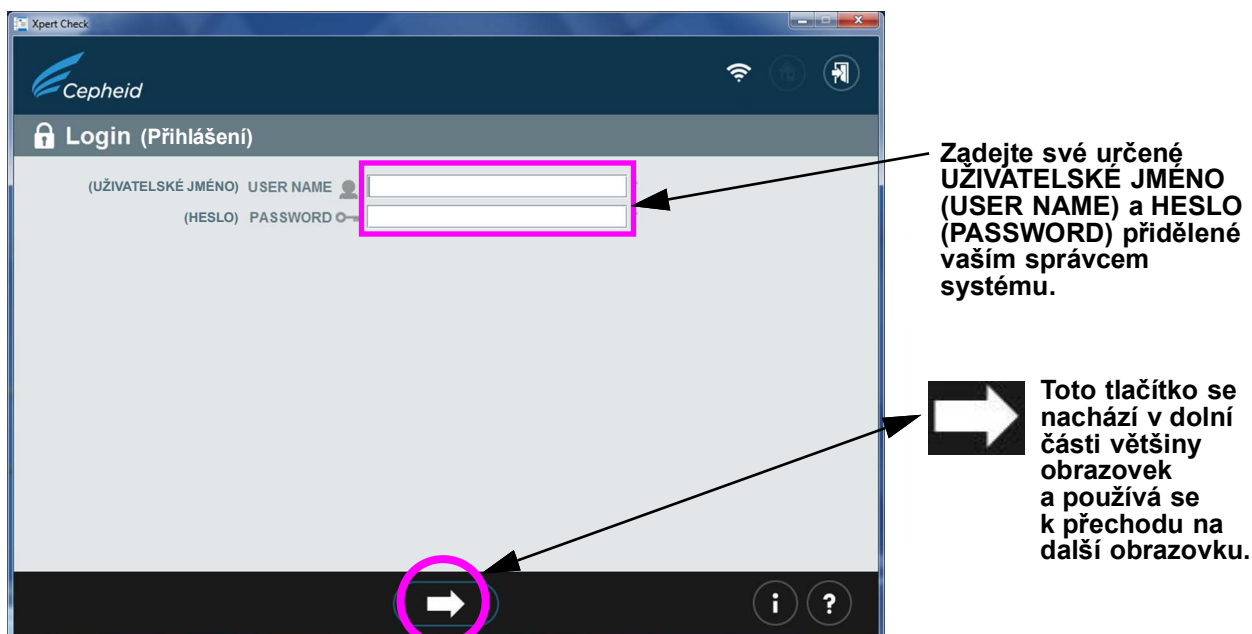 Xpert Check
Cepheid
Login (Přihlášení)
(UŽIVATELSKÉ JMÉNO) USER NAME
(HESLO) PASSWORD
Zadejte své určené
UŽIVATELSKÉ JMÉNO
(USER NAME) a HESLO
(PASSWORD) přidělené
vaším správcem
systému.
Toto tlačítko se
nachází v dolní
části většiny
obrazovek
a používá se
k přechodu na
další obrazovku.
i ?